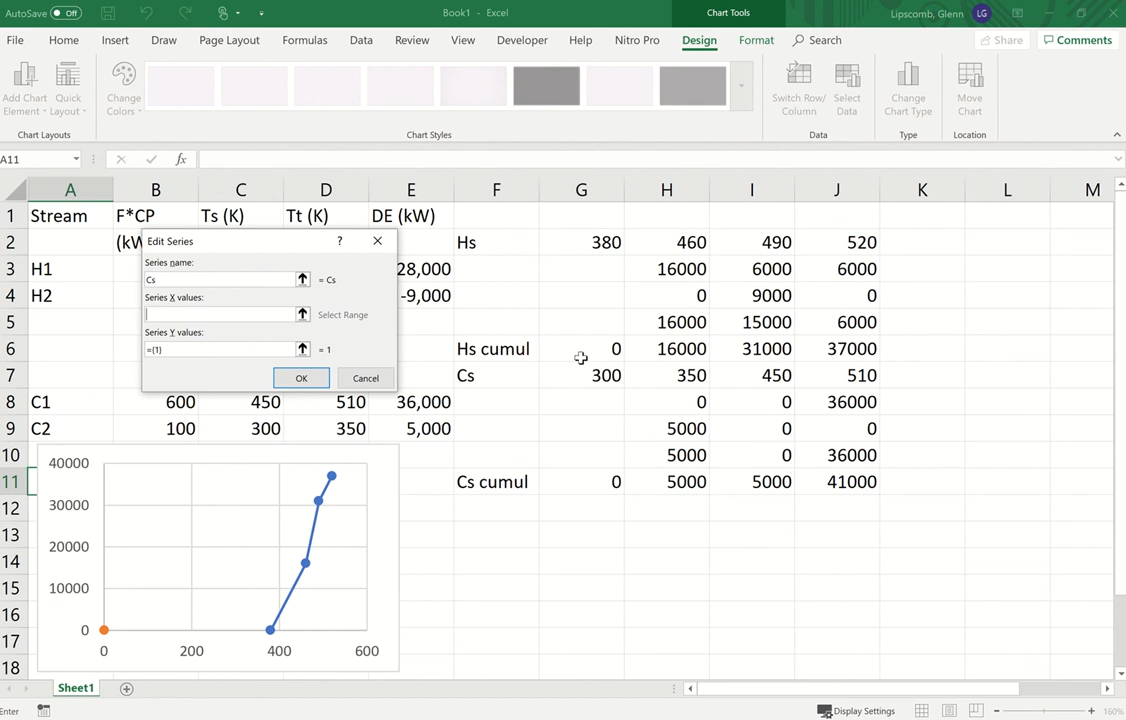 AutoSave Off Book1 - Excel Chart Tools Lipscomb, Glenn LG
File Home Insert Draw Page Layout Formulas Data Review View Developer Help Nitro Pro Design Format Search Share Comments
Add Chart Element Quick Layout Change Colors Switch Row/ Column Select Data Change Chart Type Move Chart
Chart Layouts Chart Styles Data Type Location
A11 fx
A B C D E F G H I J K L M
1 Stream F*CP Ts (K) Tt (K) DE (kW)
2 (kW Hs 380 460 490 520
3 H1 28,000 16000 6000 6000
4 H2 -9,000 0 9000 0
5 16000 15000 6000
6 Hs cumul 0 16000 31000 37000
7 Cs 300 350 450 510
8 C1 600 450 510 36,000 0 0 36000
9 C2 100 300 350 5,000 5000 0 0
10 5000 0 36000
11 Cs cumul 0 5000 5000 41000
12
13
14
15
16
17
18
Edit Series ? ×
Series name:
Cs = Cs
Series X values:
Select Range
Series Y values:
={1} = 1
OK Cancel
40000
30000
20000
10000
0
0 200 400 600
Sheet1
Enter Display Settings 160%